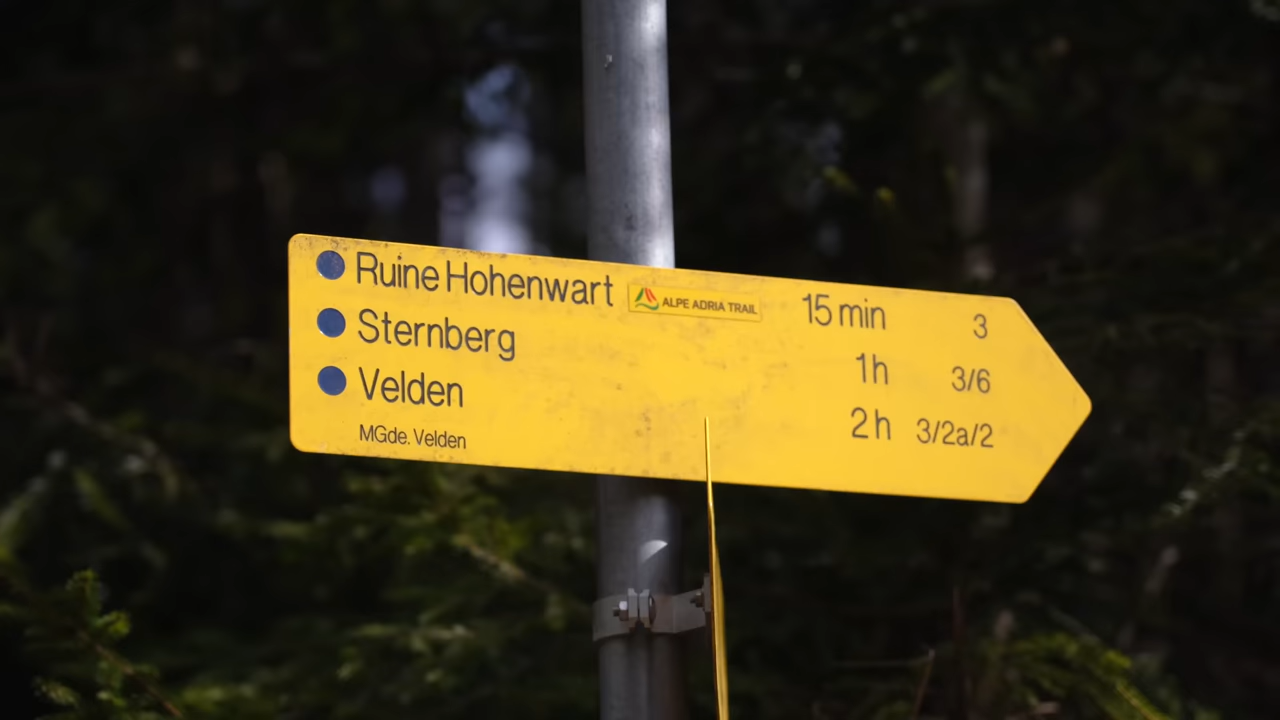 Ruine Hohenwart ALPE ADRIA TRAIL 15 min 3
Sternberg 1h 3/6
Velden 2h 3/2a/2
MGde. Velden